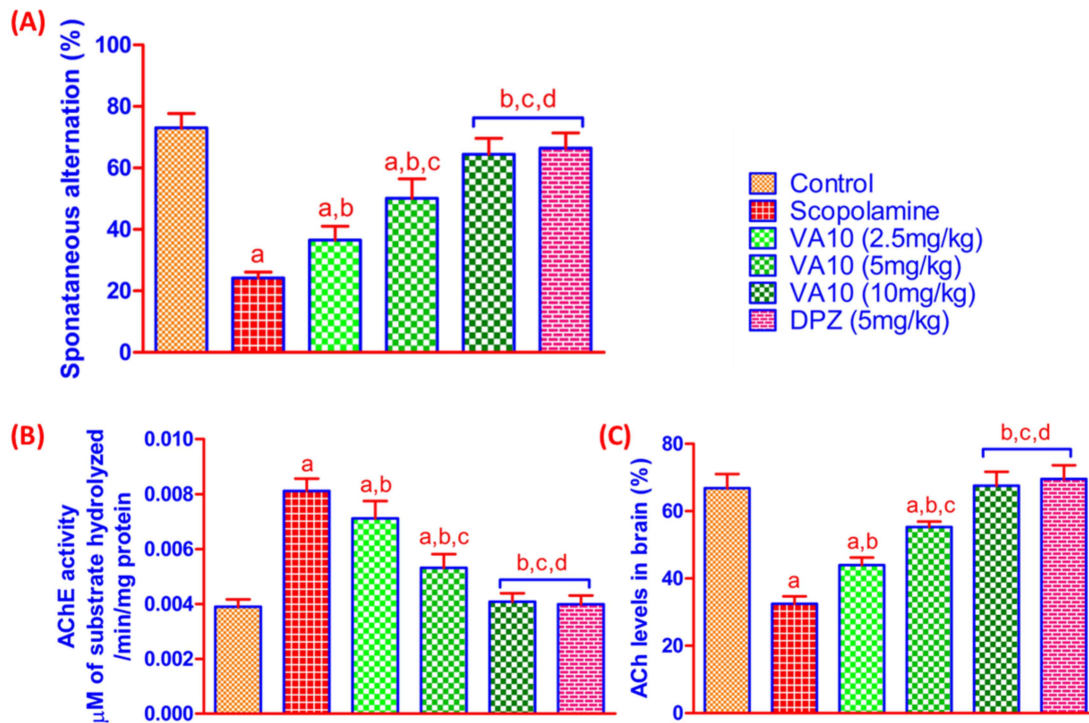 (A)
Sponataneous alternation (%)
100
80
60
40
20
0
a
a,b
a,b,c
b,c,d
Control
Scopolamine
VA10 (2.5mg/kg)
VA10 (5mg/kg)
VA10 (10mg/kg)
DPZ (5mg/kg)
(B)
AChE activity
μM of substrate hydrolyzed
/min/mg protein
0.010
0.008
0.006
0.004
0.002
0.000
a
a,b
a,b,c
b,c,d
(C)
ACh levels in brain (%)
80
60
40
20
0
a
a,b
a,b,c
b,c,d